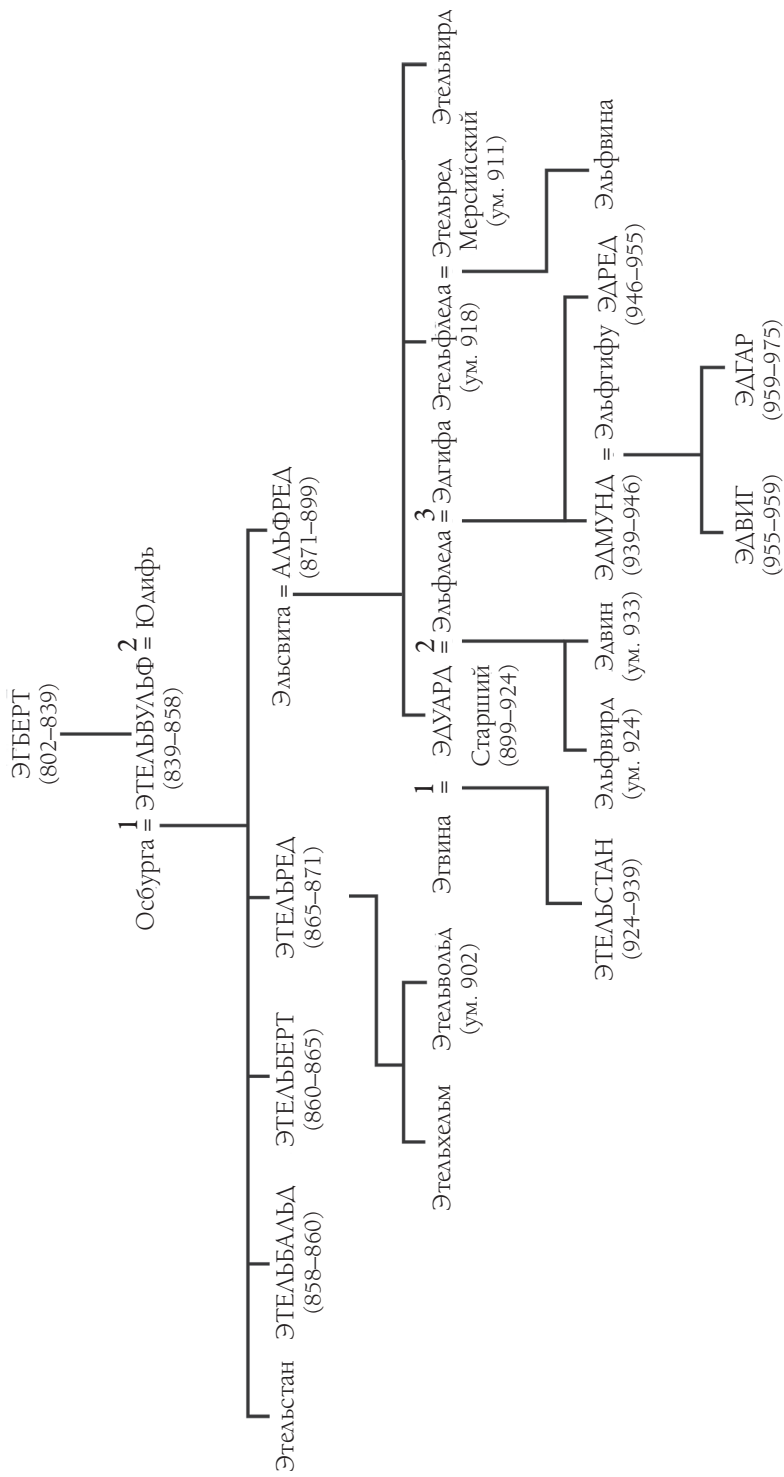 ЭГБЕРТ
(802–839)
Осбурга 1 = ЭТЕЛЬВУЛЬФ 2 = Юдифь
(839–858)
Этельстан ЭТЕЛЬБАЛЬД ЭТЕЛЬБЕРТ ЭТЕЛЬРЕД Эльсвита = АЛЬФРЕД
(858–860) (860–865) (865–871) (871–899)
Этельхельм Этельвольд Эгвина 1 = ЭДУАРД 2 = Эльфледа 3 = Эдгифа Этельфледа = Этельред Этельвирд
(ум. 902) Старший (ум. 918) Мерсийский
(899–924) (ум. 911)
ЭТЕЛЬСТАН Эльфвирд Эдвин ЭДМУНД = Эльфгифу ЭДРЕД Эльфвина
(924–939) (ум. 924) (ум. 933) (939–946) (946–955)
ЭДВИГ ЭДГАР
(955–959) (959–975)